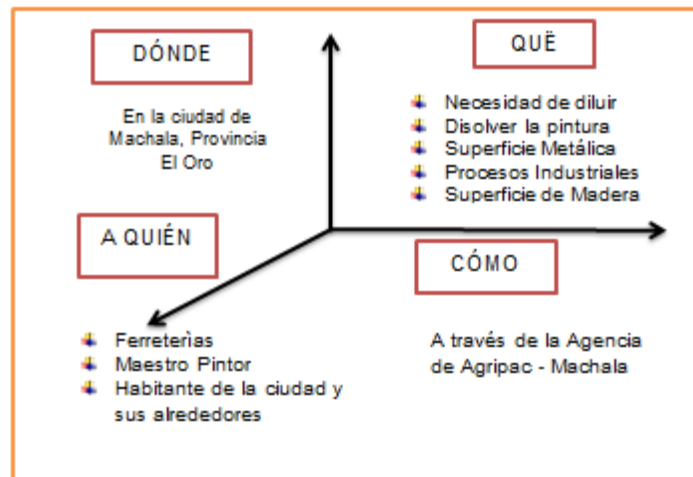 DÓNDE
En la ciudad de
Machala, Provincia
El Oro
QUË
Necesidad de diluir
Disolver la pintura
Superficie Metálica
Procesos Industriales
Superficie de Madera
A QUIÉN
Ferreterìas
Maestro Pintor
Habitante de la ciudad y
sus alrededores
CÓMO
A través de la Agencia
de Agripac - Machala